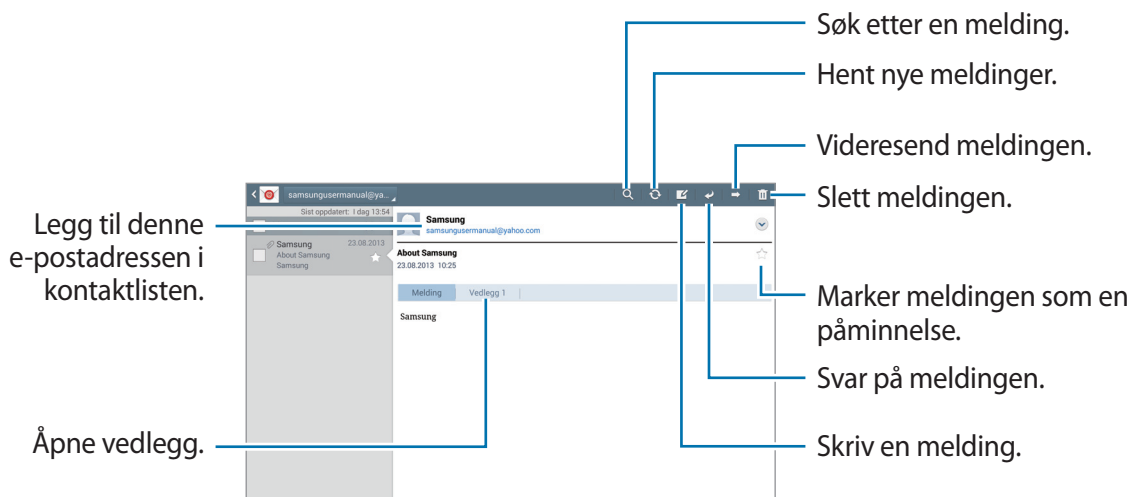 Søk etter en melding.
Hent nye meldinger.
Videresend meldingen.
Slett meldingen.
samsungusermanual@ya...
Sist oppdatert: I dag 13:54
Samsung
samsungusermanual@yahoo.com
Legg til denne
e-postadressen i
kontaktlisten.
Samsung 23.08.2013
About Samsung
Samsung
About Samsung
23.08.2013 10:25
Melding Vedlegg 1
Samsung
Marker meldingen som en
påminnelse.
Svar på meldingen.
Åpne vedlegg.
Skriv en melding.